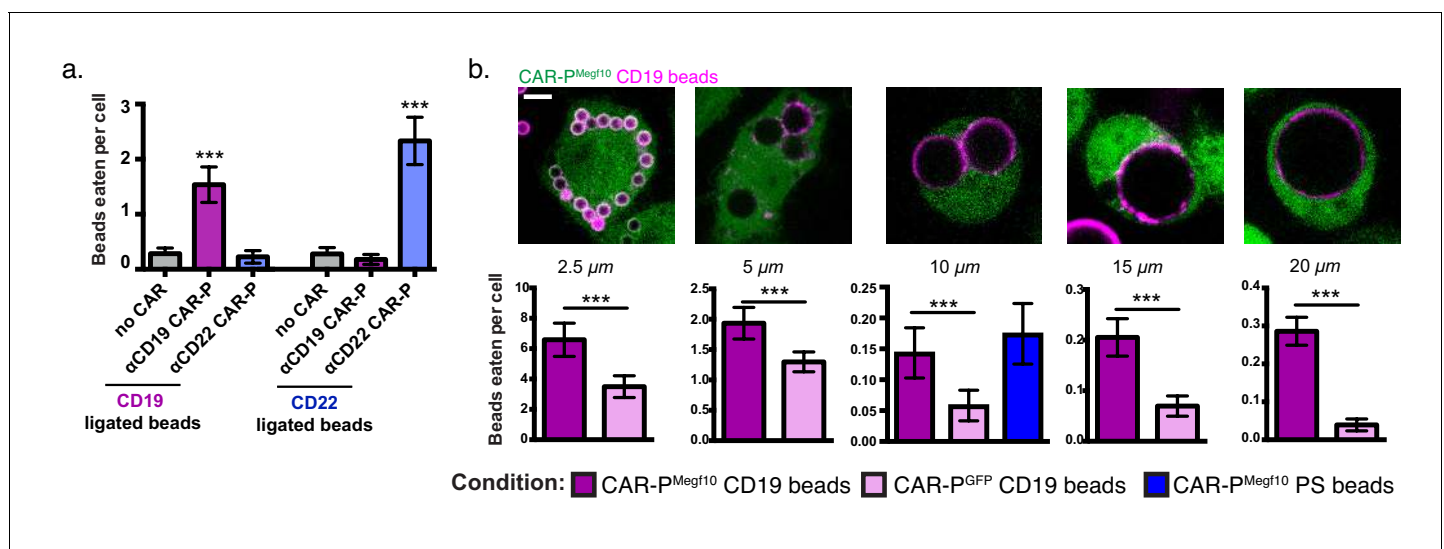 a.
Beads eaten per cell
3
2
1
0
***
***
no CAR
αCD19 CAR-P
αCD22 CAR-P
no CAR
αCD19 CAR-P
αCD22 CAR-P
CD19
ligated beads
CD22
ligated beads
b.
CAR-Pᴹᵉᵍᶠ¹⁰ CD19 beads
2.5 µm
5 µm
10 µm
15 µm
20 µm
Beads eaten per cell
10
8
6
4
2
0
***
2.5
2.0
1.5
1.0
0.5
0.0
***
0.25
0.20
0.15
0.10
0.05
0.00
***
0.3
0.2
0.1
0.0
***
0.4
0.3
0.2
0.1
0.0
***
Condition: CAR-Pᴹᵉᵍᶠ¹⁰ CD19 beads CAR-Pᴳꟳᴾ CD19 beads CAR-Pᴹᵉᵍᶠ¹⁰ PS beads